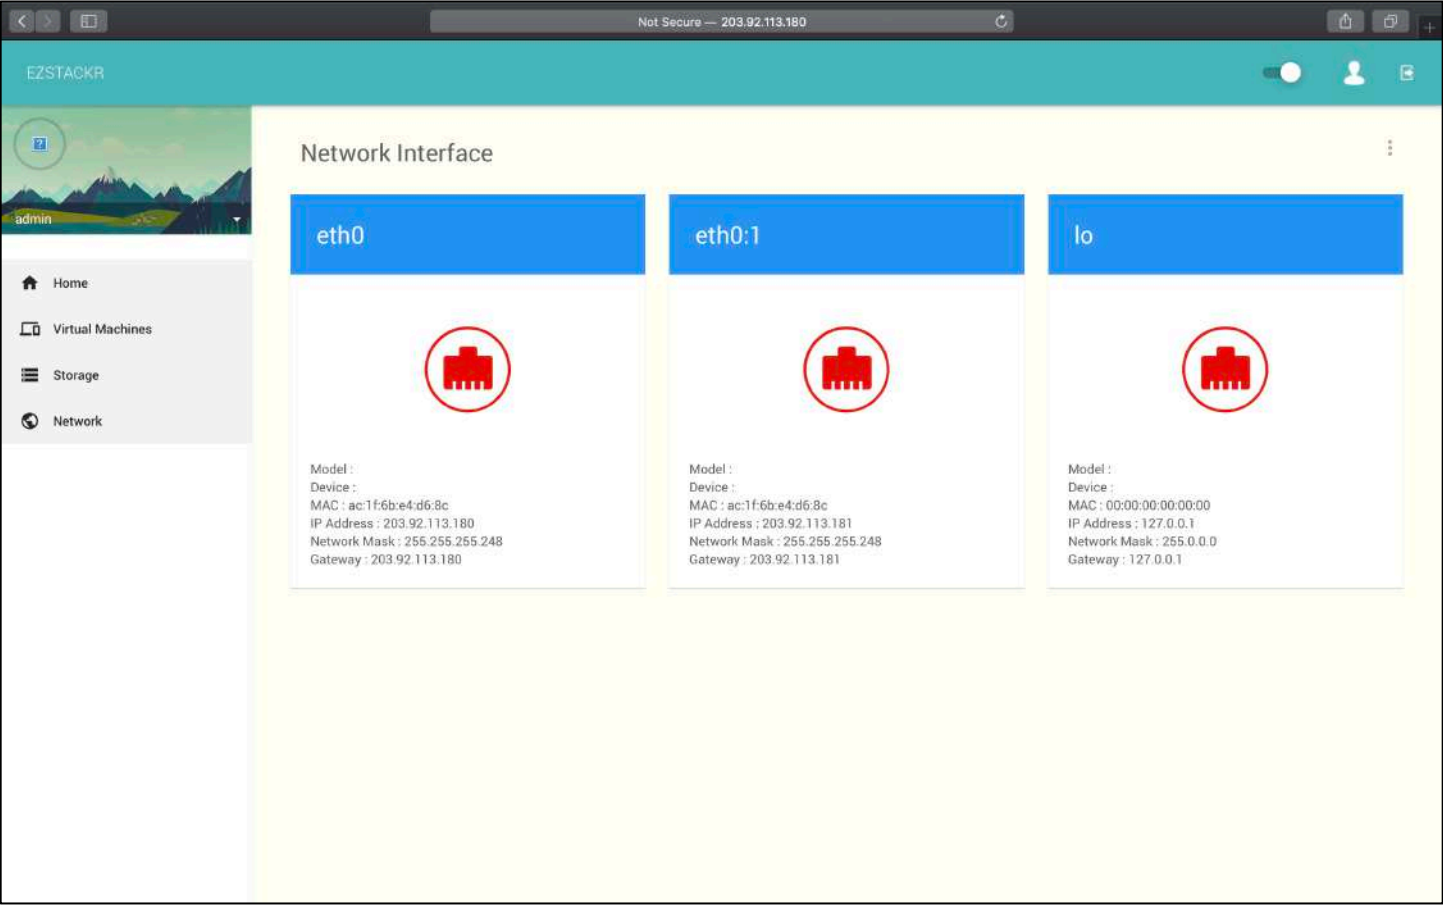 Not Secure — 203.92.113.180
EZSTACKR
admin
Home
Virtual Machines
Storage
Network
Network Interface
eth0
Model :
Device :
MAC : ac:1f:6b:e4:d6:8c
IP Address : 203.92.113.180
Network Mask : 255.255.255.248
Gateway : 203.92.113.180
eth0:1
Model :
Device :
MAC : ac:1f:6b:e4:d6:8c
IP Address : 203.92.113.181
Network Mask : 255.255.255.248
Gateway : 203.92.113.181
lo
Model :
Device :
MAC : 00:00:00:00:00:00
IP Address : 127.0.0.1
Network Mask : 255.0.0.0
Gateway : 127.0.0.1